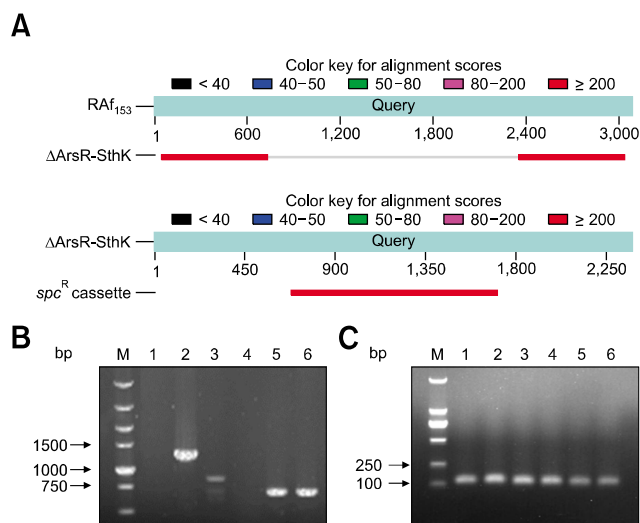 A
Color key for alignment scores
< 40 40–50 50–80 80–200 ≥ 200
RAf153 Query
1 600 1,200 1,800 2,400 3,000
ΔArsR-SthK
Color key for alignment scores
< 40 40–50 50–80 80–200 ≥ 200
ΔArsR-SthK Query
1 450 900 1,350 1,800 2,250
spcR cassette
B
bp M 1 2 3 4 5 6
1500
1000
750
C
bp M 1 2 3 4 5 6
250
100